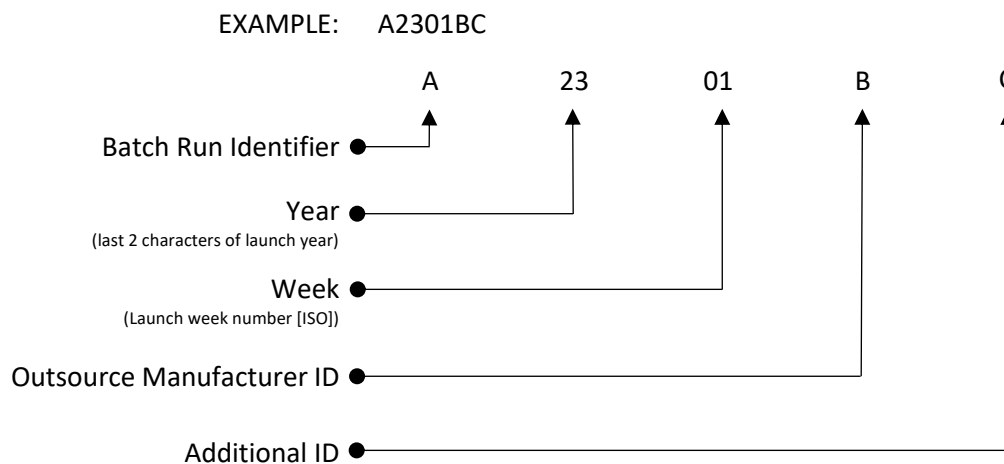 EXAMPLE: A2301BC
A 23 01 B
Batch Run Identifier
Year
(last 2 characters of launch year)
Week
(Launch week number [ISO])
Outsource Manufacturer ID
Additional ID